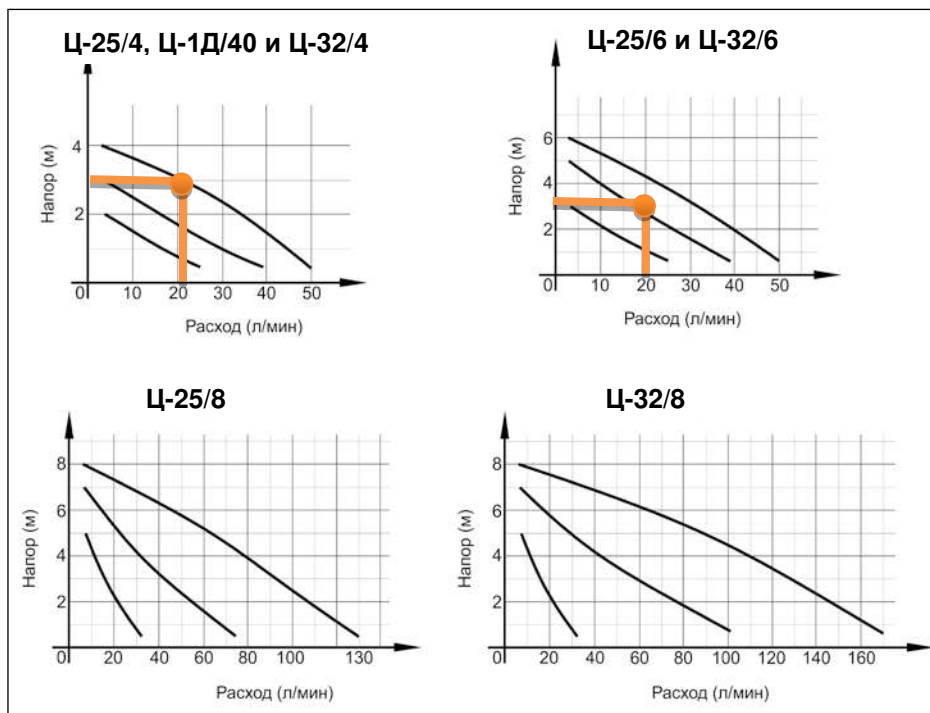 Ц-25/4, Ц-1Д/40 и Ц-32/4
Напор (м)
4
2
0 10 20 30 40 50
Расход (л/мин)
Ц-25/6 и Ц-32/6
Напор (м)
6
4
2
0 10 20 30 40 50
Расход (л/мин)
Ц-25/8
Напор (м)
8
6
4
2
0 20 40 60 80 100 130
Расход (л/мин)
Ц-32/8
Напор (м)
8
6
4
2
0 20 40 60 80 100 120 140 160
Расход (л/мин)